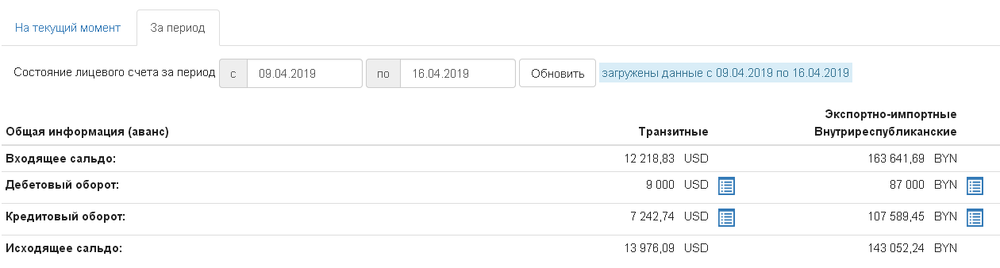 На текущий момент За период
Состояние лицевого счета за период с 09.04.2019 по 16.04.2019 Обновить загружены данные с 09.04.2019 по 16.04.2019
Экспортно-импортные
Общая информация (аванс) Транзитные Внутриреспубликанские
Входящее сальдо: 12 218,83 USD 163 641,69 BYN
Дебетовый оборот: 9 000 USD 87 000 BYN
Кредитовый оборот: 7 242,74 USD 107 589,45 BYN
Исходящее сальдо: 13 976,09 USD 143 052,24 BYN